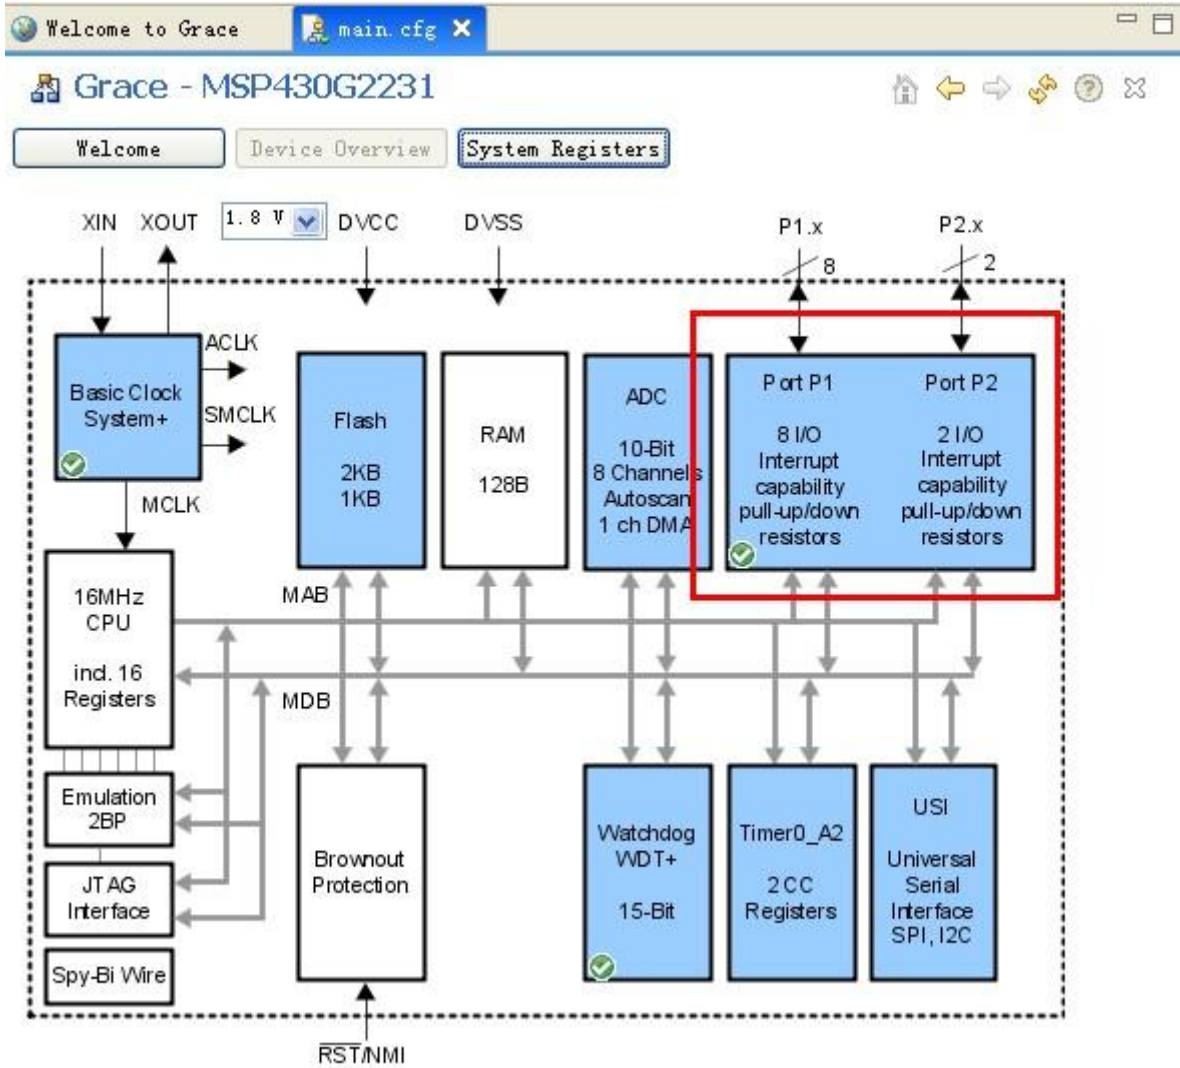 Welcome to Grace
main.cfg
Grace - MSP430G2231
Welcome
Device Overview
System Registers
XIN
XOUT
1.8 V
DVCC
DVSS
P1.x
P2.x
8
2
ACLK
SMCLK
MCLK
Basic Clock
System+
Flash
2KB
1KB
RAM
128B
ADC
10-Bit
8 Channels
Autoscan
1 ch DMA
Port P1
8 I/O
Interrupt
capability
pull-up/down
resistors
Port P2
2 I/O
Interrupt
capability
pull-up/down
resistors
MAB
MDB
16MHz
CPU
incl. 16
Registers
Emulation
2BP
JTAG
Interface
Spy-Bi Wire
Brownout
Protection
Watchdog
WDT+
15-Bit
Timer0_A2
2 CC
Registers
USI
Universal
Serial
Interface
SPI, I2C
RST/NMI